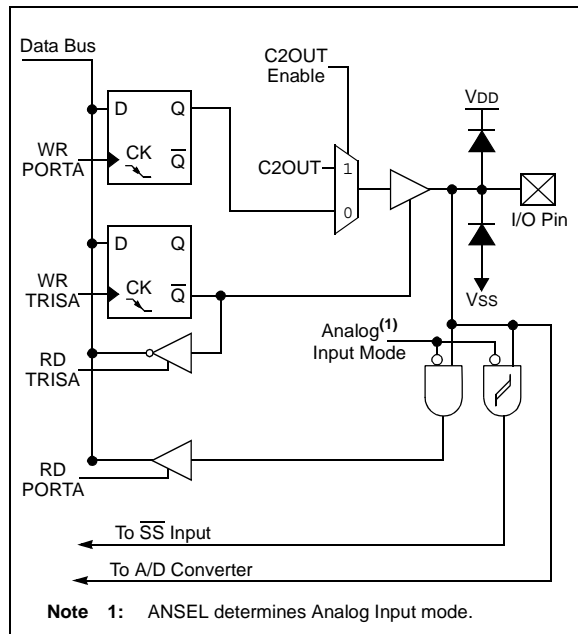 Data Bus
D Q
CK Q̅
WR
PORTA
C2OUT
Enable
C2OUT
1
0
VDD
I/O Pin
VSS
D Q
CK Q̅
WR
TRISA
RD
TRISA
Analog(1)
Input Mode
RD
PORTA
To S̅S̅ Input
To A/D Converter
Note 1: ANSEL determines Analog Input mode.